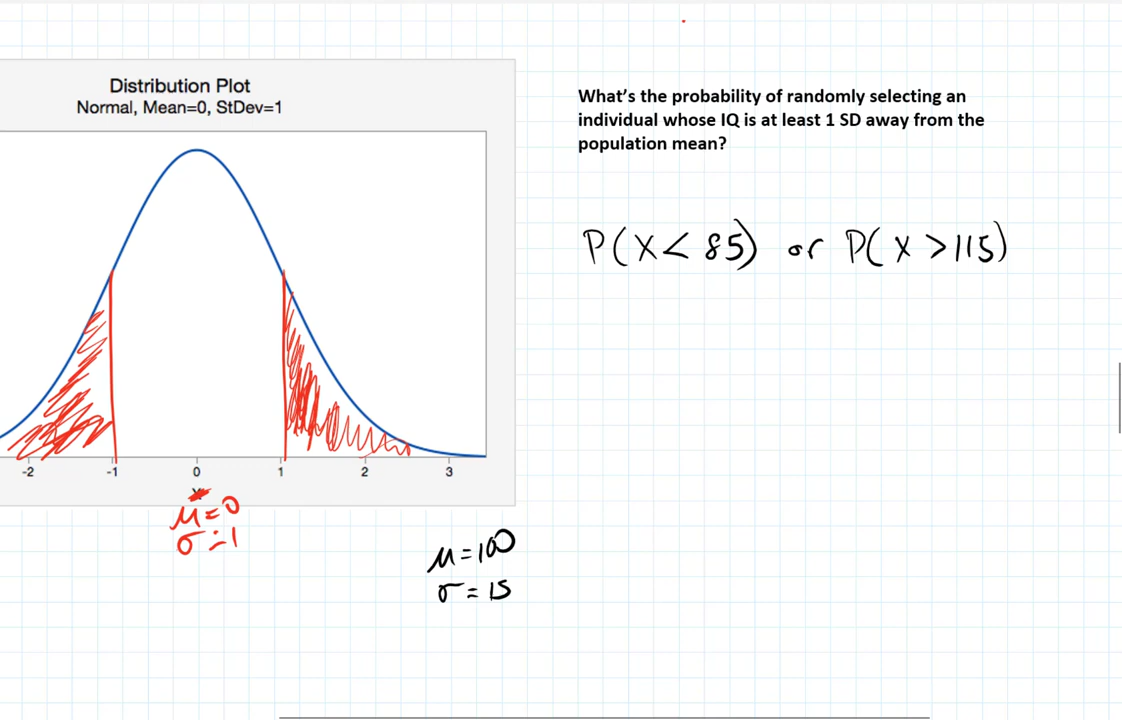 Distribution Plot
Normal, Mean=0, StDev=1
-2 -1 0 1 2 3
μ=0
σ=1
μ=100
σ=15
What's the probability of randomly selecting an
individual whose IQ is at least 1 SD away from the
population mean?
P(X< 85) or P(X >115)